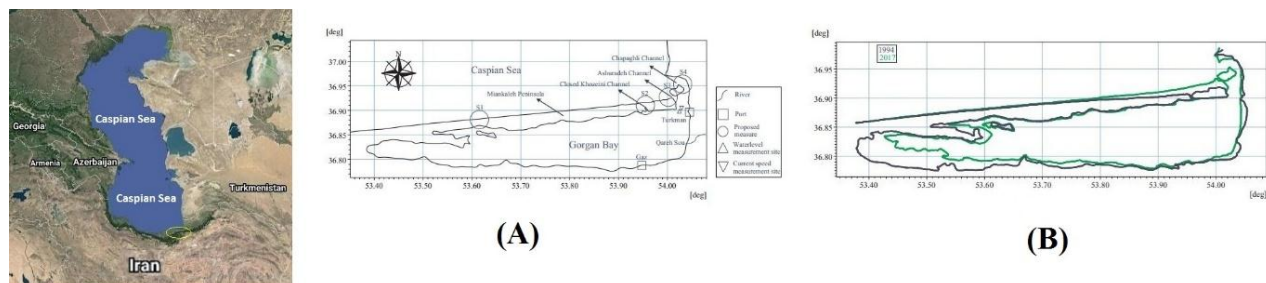 Caspian Sea
Georgia
Armenia
Azerbaijan
Caspian Sea
Turkmenistan
Iran
[deg]
37.00
36.95
36.90
36.85
36.80
53.40
53.50
53.60
53.70
53.80
53.90
54.00
[deg]
N
Caspian Sea
Chapaghli Channel
Ashuradeh Channel
Closed Khozeini Channel
Miankaleh Peninsula
S1
S2
S3
S4
Turkman
Qareh Sou
Gorgan Bay
Gaz
River
Port
Proposed measure
Waterlevel measurement site
Current speed measurement site
(A)
[deg]
1994
2017
36.95
36.90
36.85
36.80
53.40
53.50
53.60
53.70
53.80
53.90
54.00
[deg]
(B)